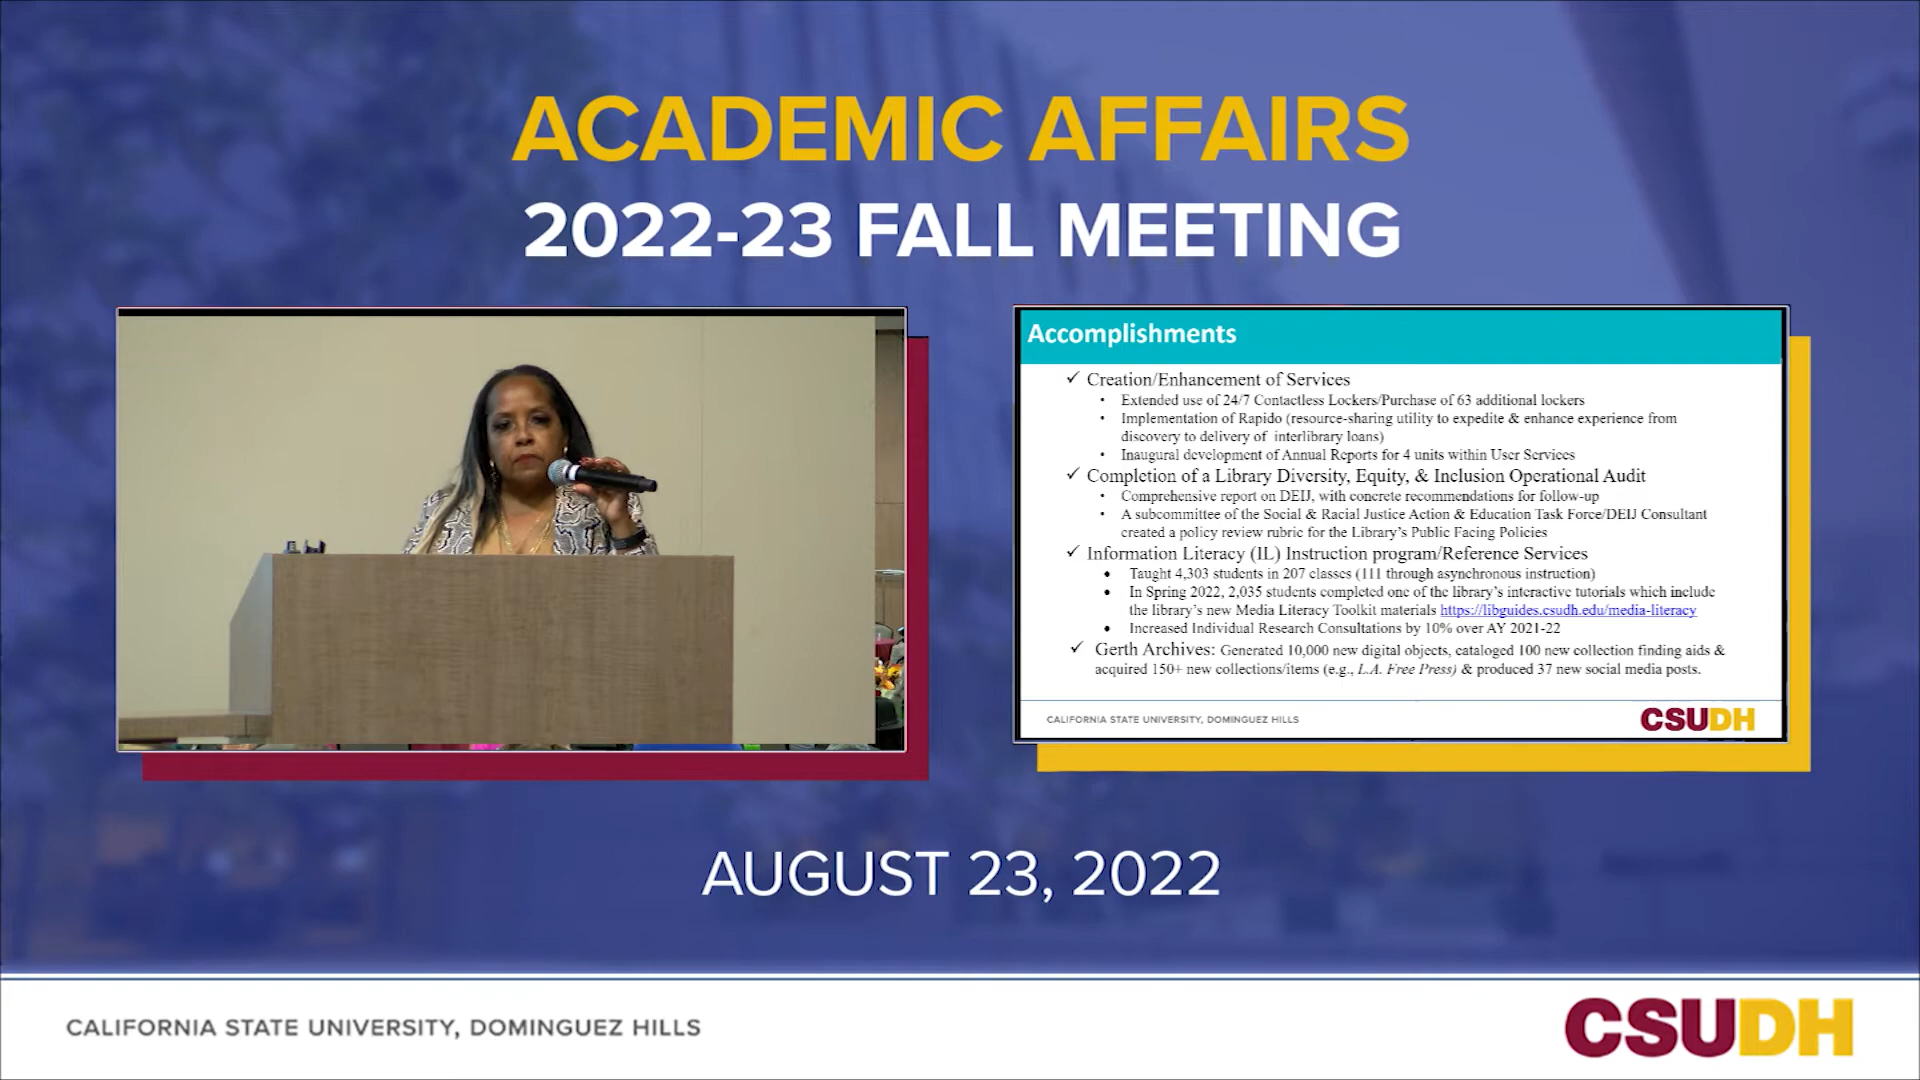 ACADEMIC AFFAIRS
2022-23 FALL MEETING
Accomplishments
✓ Creation/Enhancement of Services
• Extended use of 24/7 Contactless Lockers/Purchase of 63 additional lockers
• Implementation of Rapido (resource-sharing utility to expedite & enhance experience from
discovery to delivery of interlibrary loans)
• Inaugural development of Annual Reports for 4 units within User Services
✓ Completion of a Library Diversity, Equity, & Inclusion Operational Audit
• Comprehensive report on DEIJ, with concrete recommendations for follow-up
• A subcommittee of the Social & Racial Justice Action & Education Task Force/DEIJ Consultant
created a policy review rubric for the Library's Public Facing Policies
✓ Information Literacy (IL) Instruction program/Reference Services
• Taught 4,303 students in 207 classes (111 through asynchronous instruction)
• In Spring 2022, 2,035 students completed one of the library's interactive tutorials which include
the library's new Media Literacy Toolkit materials https://libguides.csudh.edu/media-literacy
• Increased Individual Research Consultations by 10% over AY 2021-22
✓ Gerth Archives: Generated 10,000 new digital objects, cataloged 100 new collection finding aids &
acquired 150+ new collections/items (e.g., L.A. Free Press) & produced 37 new social media posts.
CALIFORNIA STATE UNIVERSITY, DOMINGUEZ HILLS
CSUDH
AUGUST 23, 2022
CALIFORNIA STATE UNIVERSITY, DOMINGUEZ HILLS
CSUDH